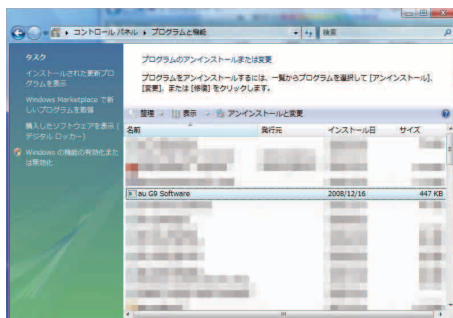 コントロール パネル ▸ プログラムと機能
検索
タスク
インストールされた更新プログラムを表示
Windows Marketplace で新しいプログラムを取得
購入したソフトウェアを表示 (デジタル ロッカー)
Windows の機能の有効化または無効化
プログラムのアンインストールまたは変更
プログラムをアンインストールするには、一覧からプログラムを選択して [アンインストール]、
[変更]、または [修復] をクリックします。
整理 表示 アンインストールと変更
名前 発行元 インストール日 サイズ
au G9 Software 2008/12/16 447 KB